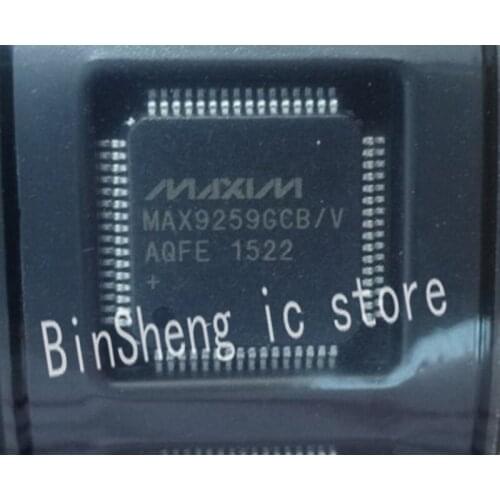 MAXIM
MAX9259GCB/V
AQFE 1522
+
BinSheng ic store